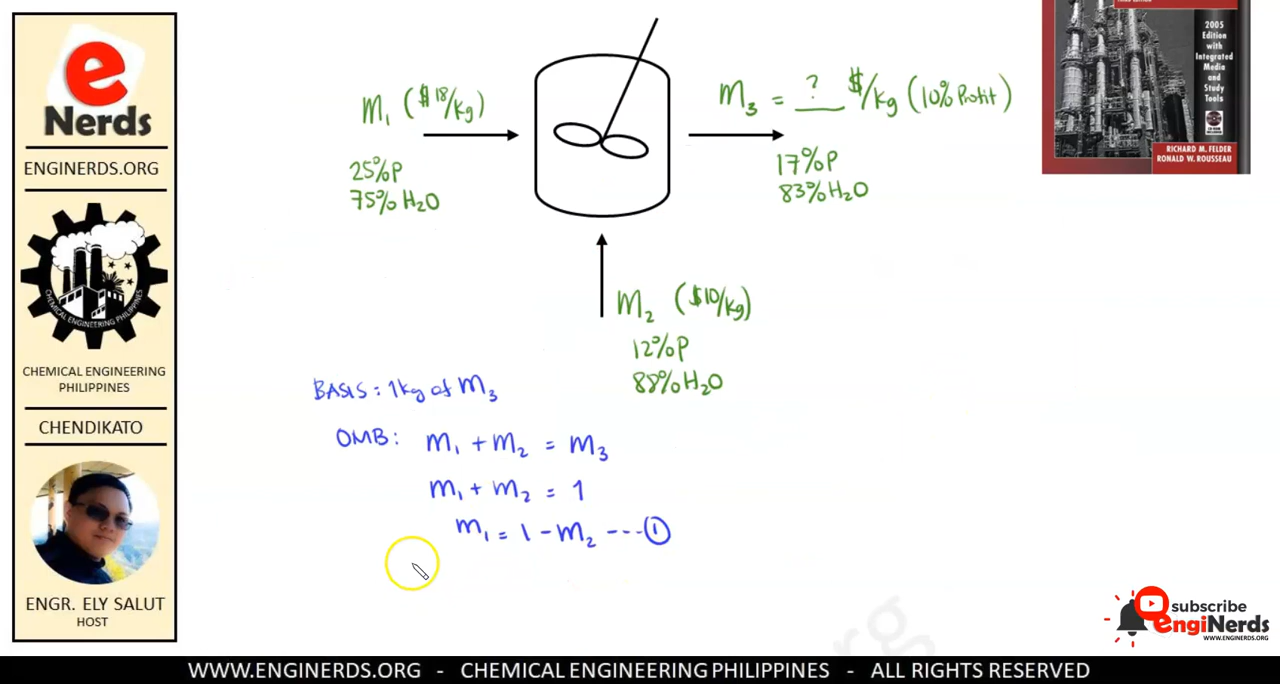 e
Nerds
ENGINERDS.ORG
CHEMICAL ENGINEERING PHILIPPINES
CHEMICAL ENGINEERING
PHILIPPINES
CHENDIKATO
ENGR. ELY SALUT
HOST
m₁ ($18/kg)
25%P
75%H₂O
m₃ = ? $/kg (10% Profit)
17%P
83%H₂O
m₂ ($10/kg)
12%P
88%H₂O
BASIS: 1kg of m₃
OMB: m₁ + m₂ = m₃
m₁ + m₂ = 1
m₁ = 1 - m₂ ---①
2005
Edition
with
Integrated
Media
and
Study
Tools
RICHARD M. FELDER
RONALD W. ROUSSEAU
org
subscribe
engiNerds
WWW.ENGINERDS.ORG
WWW.ENGINERDS.ORG - CHEMICAL ENGINEERING PHILIPPINES - ALL RIGHTS RESERVED